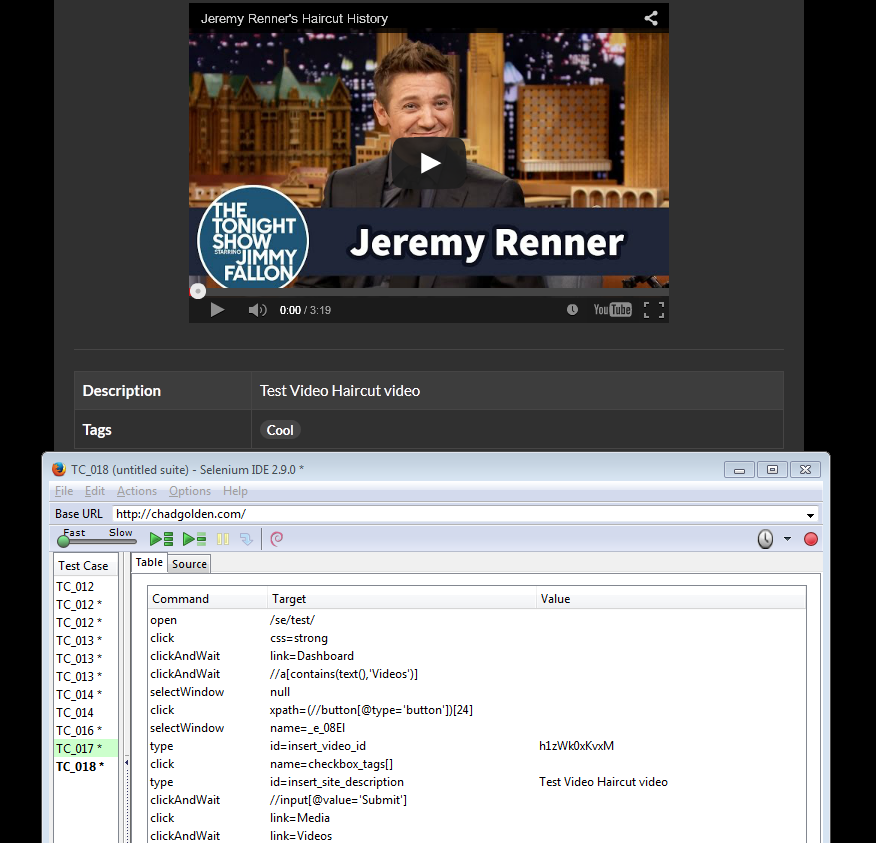 Jeremy Renner's Haircut History
THE
TONIGHT
SHOW
STARRING
JIMMY
FALLON
Jeremy Renner
0:00 / 3:19
YouTube
Description Test Video Haircut video
Tags Cool
TC_018 (untitled suite) - Selenium IDE 2.9.0 *
File Edit Actions Options Help
Base URL http://chadgolden.com/
Fast Slow
Test Case
TC_012
TC_012 *
TC_012 *
TC_013 *
TC_013 *
TC_013 *
TC_014 *
TC_014
TC_016 *
TC_017 *
TC_018 *
Table Source
Command Target Value
open /se/test/
click css=strong
clickAndWait link=Dashboard
clickAndWait //a[contains(text(),'Videos')]
selectWindow null
click xpath=(//button[@type='button'])[24]
selectWindow name=_e_08EI
type id=insert_video_id h1zWk0xKvxM
click name=checkbox_tags[]
type id=insert_site_description Test Video Haircut video
clickAndWait //input[@value='Submit']
click link=Media
clickAndWait link=Videos